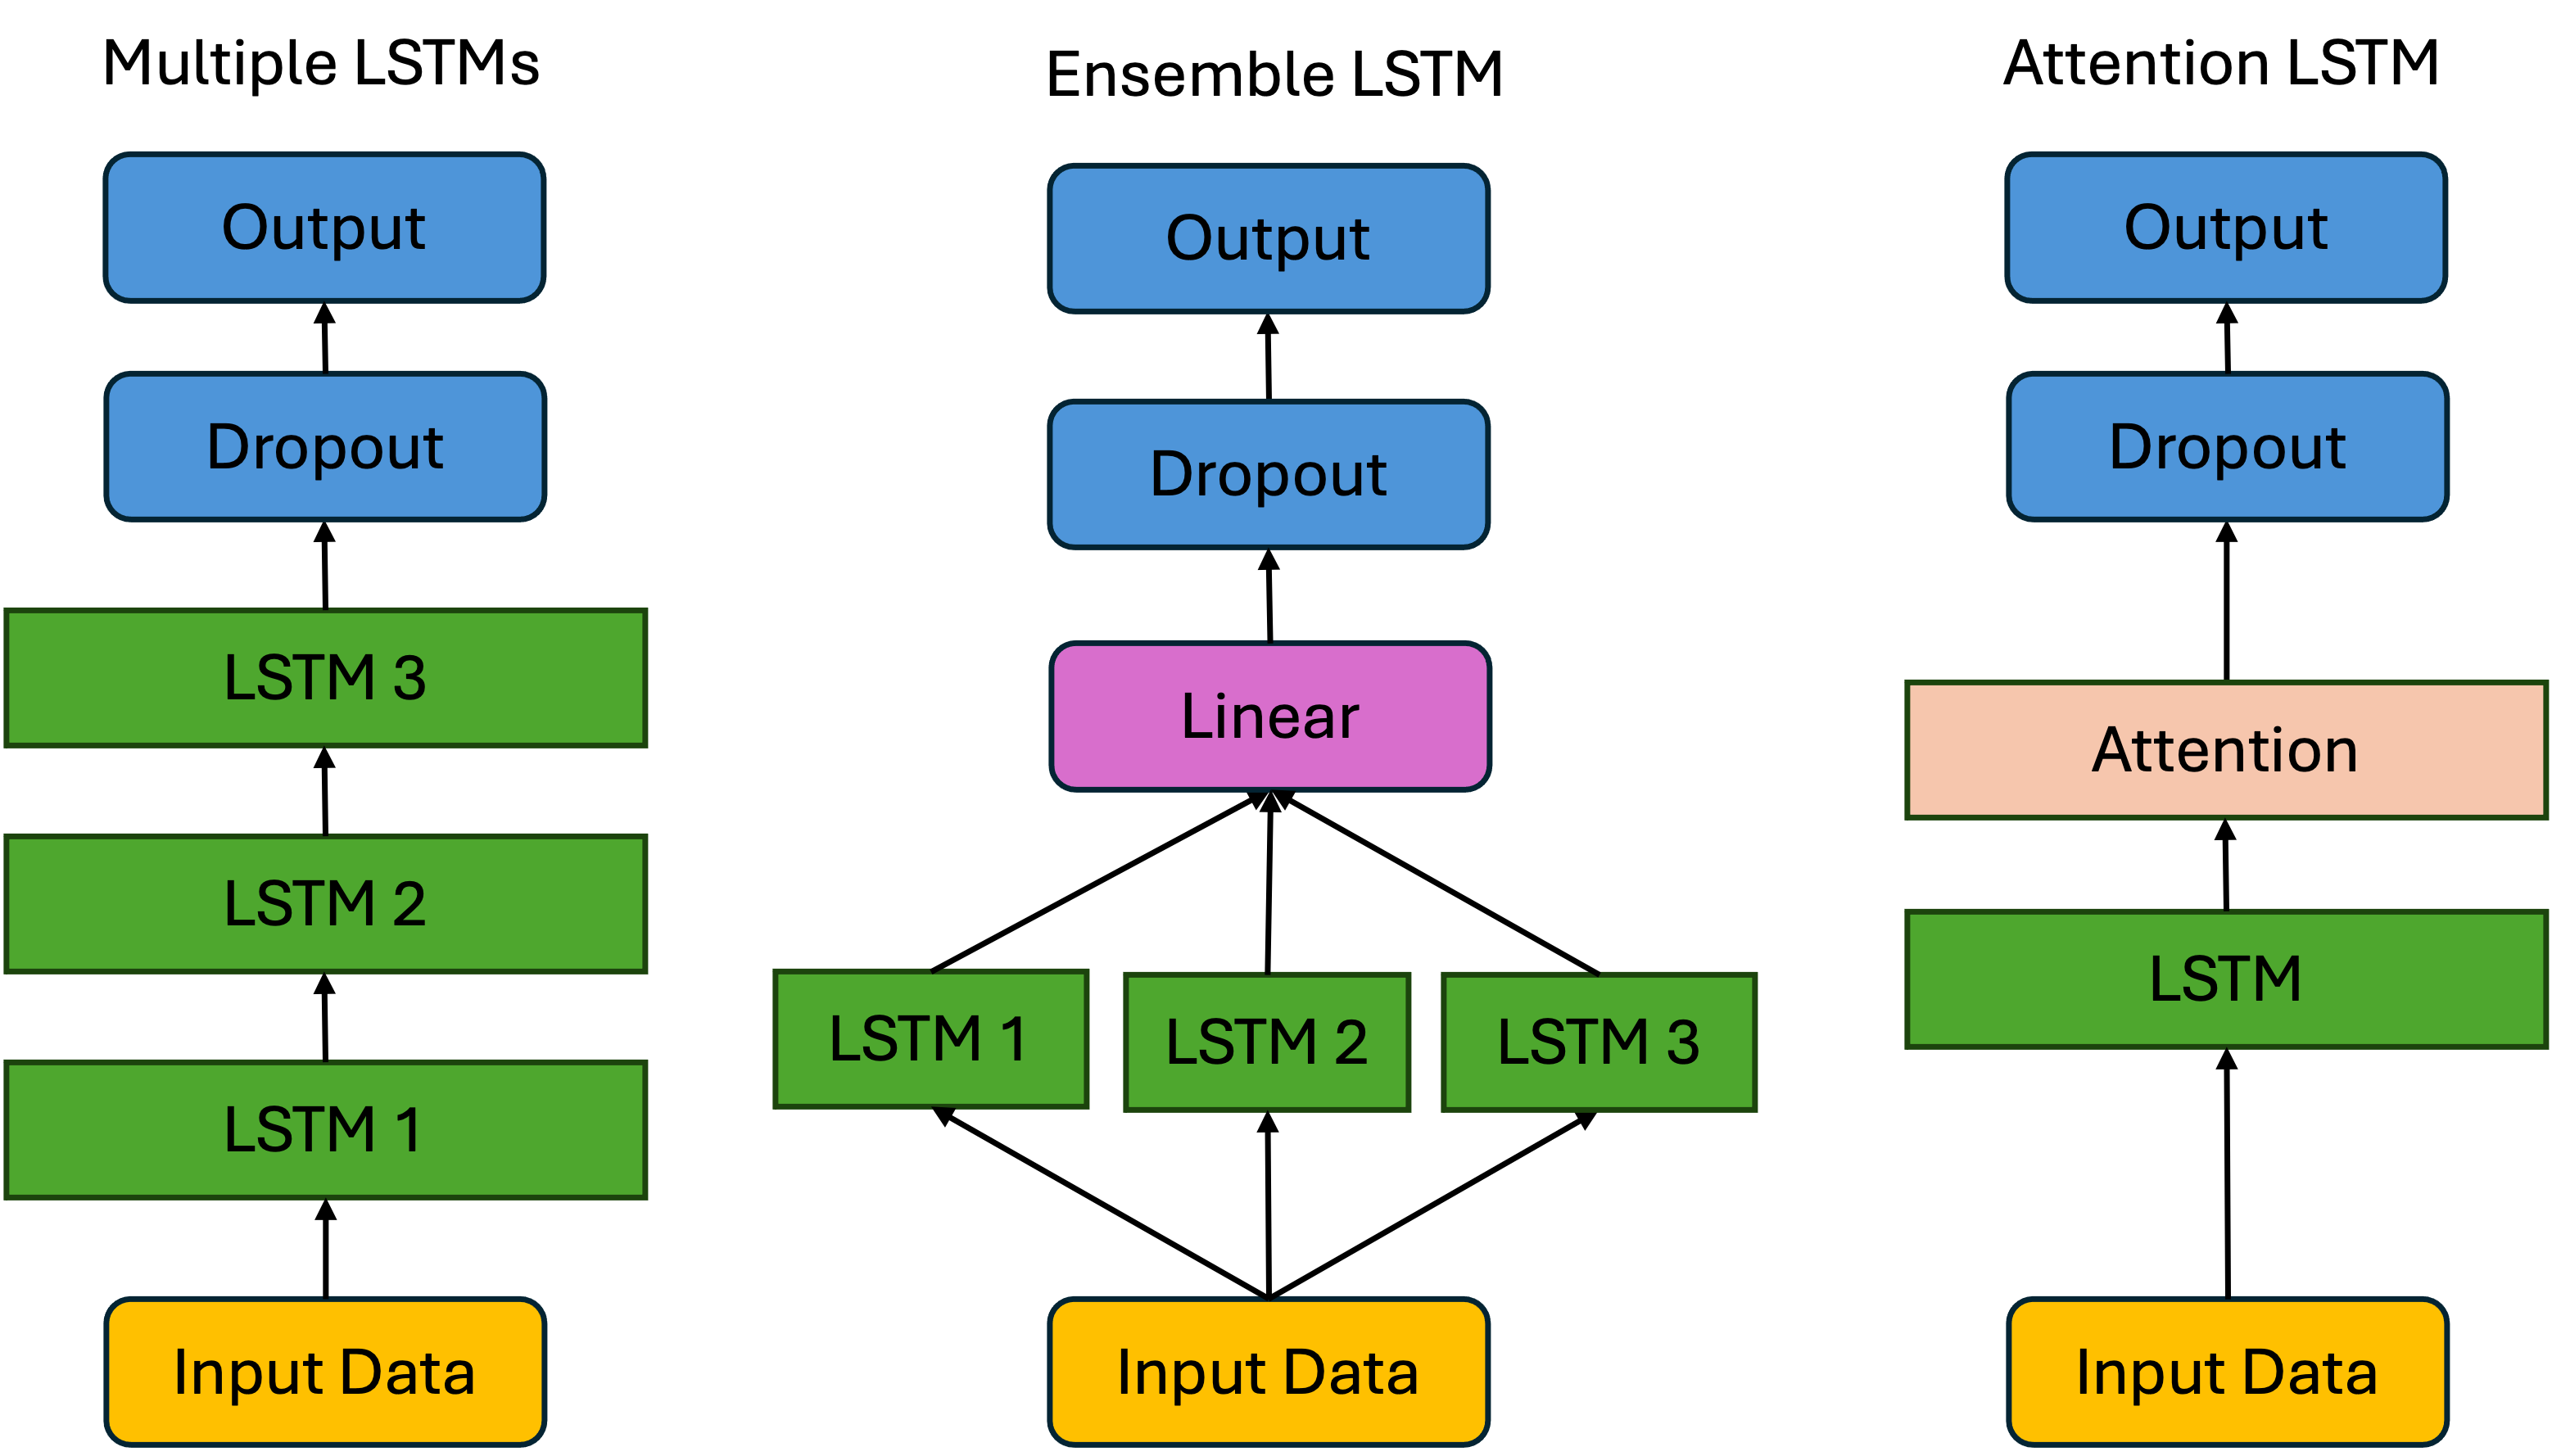 Multiple LSTMs
Output
Dropout
LSTM 3
LSTM 2
LSTM 1
Input Data
Ensemble LSTM
Output
Dropout
Linear
LSTM 1
LSTM 2
LSTM 3
Input Data
Attention LSTM
Output
Dropout
Attention
LSTM
Input Data